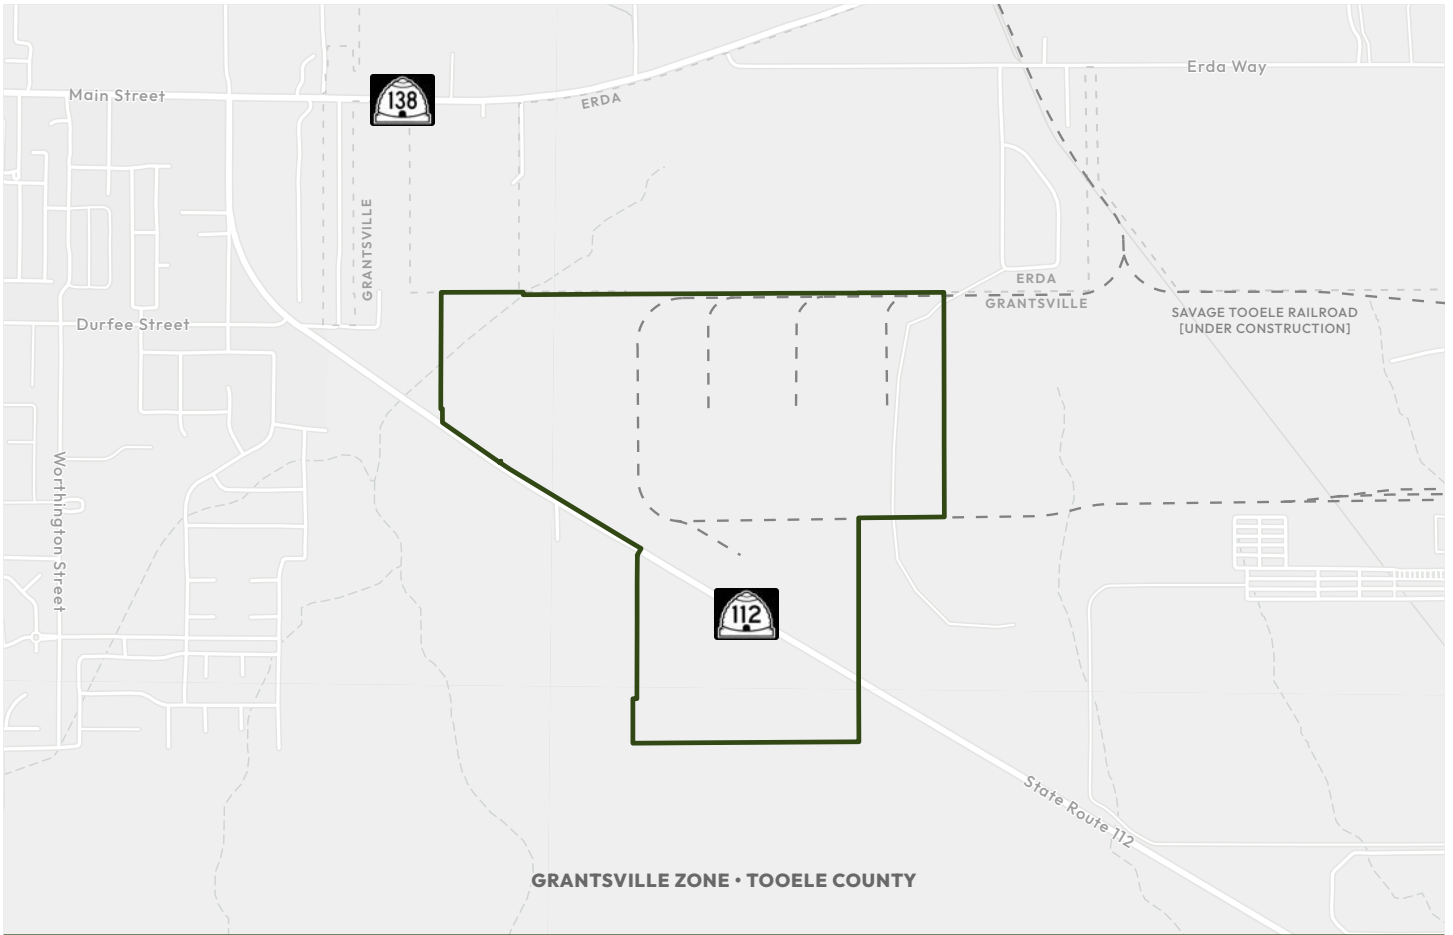 Erda Way
Main Street
138
ERDA
GRANTSVILLE
ERDA
GRANTSVILLE
SAVAGE TOOELE RAILROAD
[UNDER CONSTRUCTION]
Durfee Street
Worthington Street
112
State Route 112
GRANTSVILLE ZONE • TOOELE COUNTY